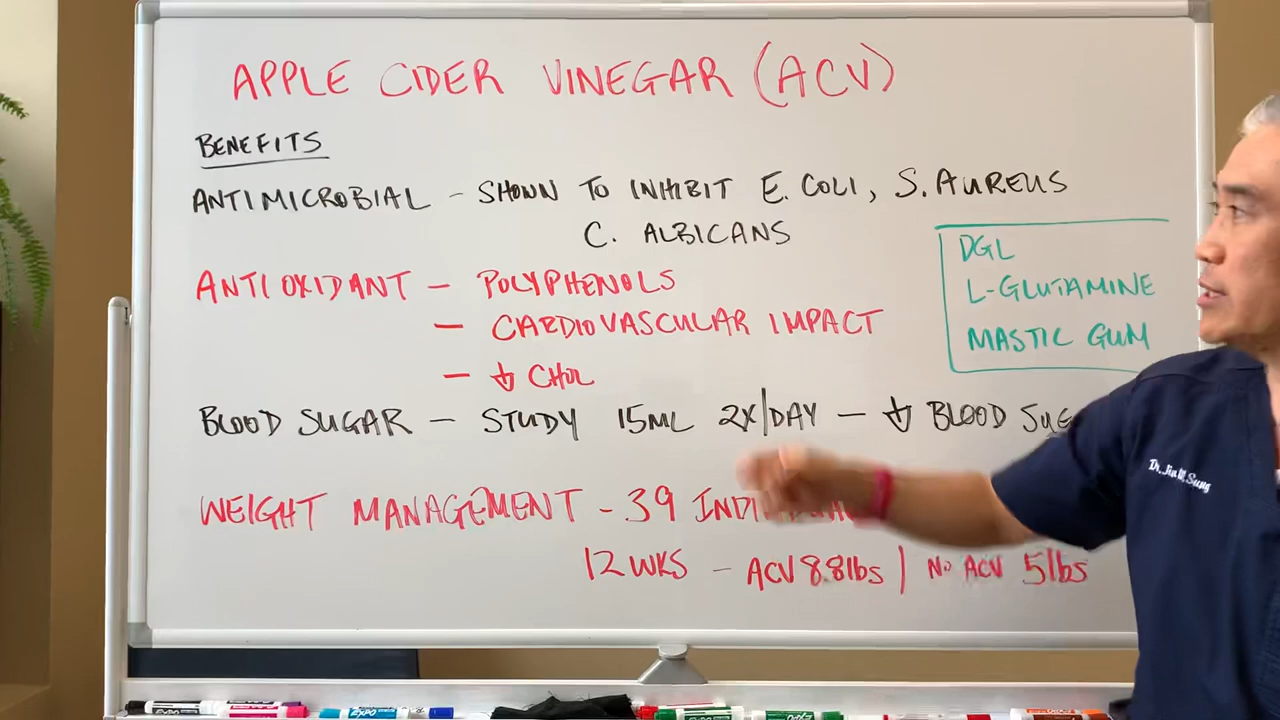 APPLE CIDER VINEGAR (ACV)
BENEFITS
ANTIMICROBIAL - SHOWN TO INHIBIT E. COLI, S. AUREUS
C. ALBICANS
ANTIOXIDANT - POLYPHENOLS
- CARDIOVASCULAR IMPACT
- ↓ CHOL
DGL
L-GLUTAMINE
MASTIC GUM
BLOOD SUGAR - STUDY 15ML 2X/DAY - ↓ BLOOD
WEIGHT MANAGEMENT - 39
12 WKS - ACV 8.8lbs | No ACV 5lbs
Sung
EXPO